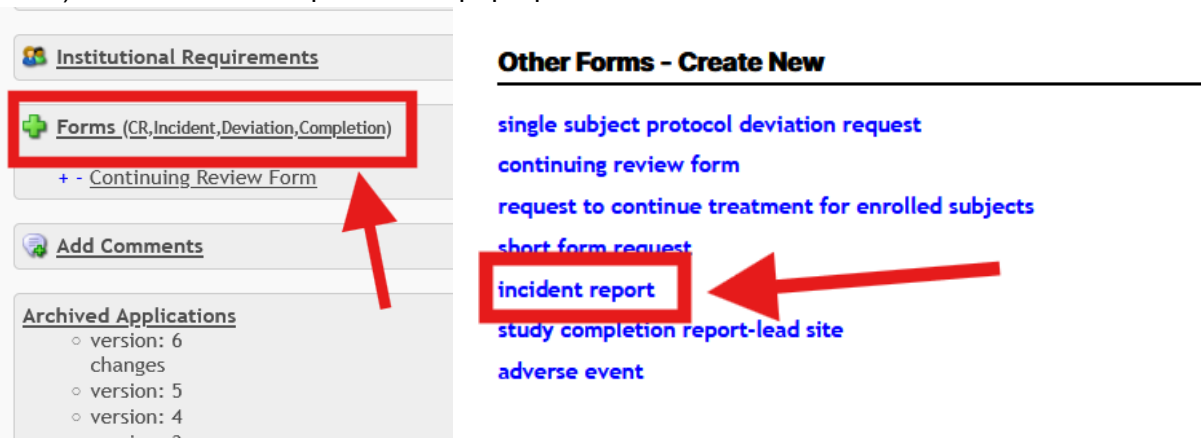 Institutional Requirements
Forms (CR,Incident,Deviation,Completion)
+ - Continuing Review Form
Add Comments
Archived Applications
version: 6
changes
version: 5
version: 4
Other Forms - Create New
single subject protocol deviation request
continuing review form
request to continue treatment for enrolled subjects
short form request
incident report
study completion report-lead site
adverse event